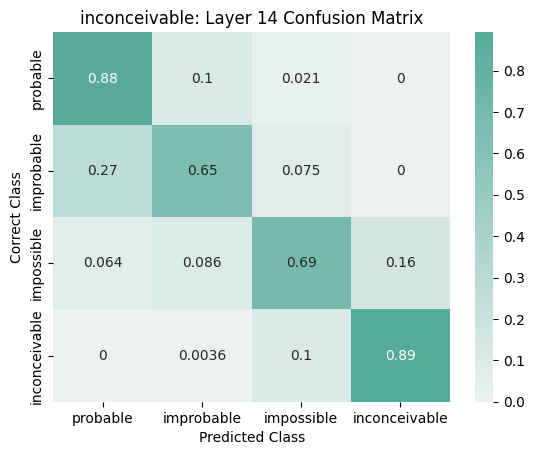 inconceivable: Layer 14 Confusion Matrix
probable
0.88 0.1 0.021 0
improbable
0.27 0.65 0.075 0
impossible
0.064 0.086 0.69 0.16
inconceivable
0 0.0036 0.1 0.89
Correct Class
probable improbable impossible inconceivable
Predicted Class
0.8
0.7
0.6
0.5
0.4
0.3
0.2
0.1
0.0